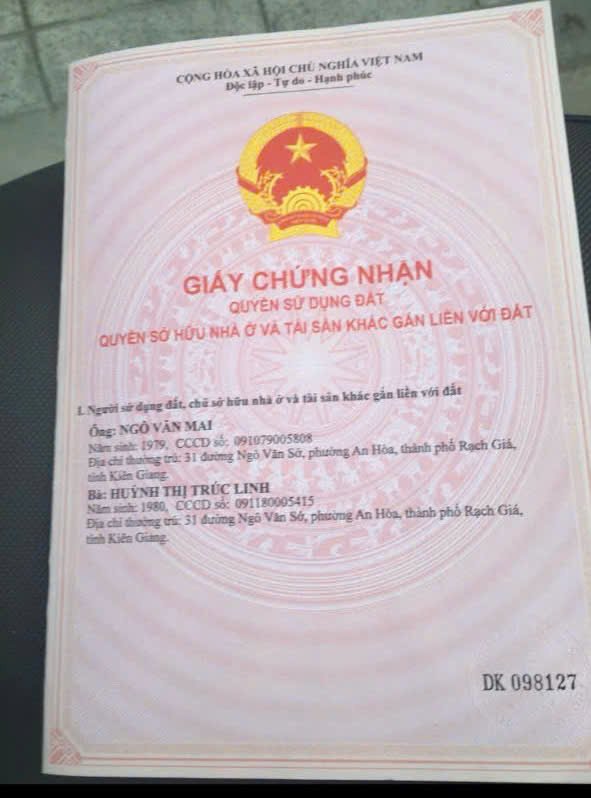 CỘNG HÒA XÃ HỘI CHỦ NGHĨA VIỆT NAM
Độc lập - Tự do - Hạnh phúc
GIẤY CHỨNG NHẬN
QUYỀN SỬ DỤNG ĐẤT
QUYỀN SỞ HỮU NHÀ Ở VÀ TÀI SẢN KHÁC GẮN LIỀN VỚI ĐẤT
I. Người sử dụng đất, chủ sở hữu nhà ở và tài sản khác gắn liền với đất
Ông: NGÔ VĂN MAI
Năm sinh: 1979, CCCD số: 091079005808
Địa chỉ thường trú: 31 đường Ngô Văn Sở, phường An Hòa, thành phố Rạch Giá,
tỉnh Kiên Giang.
Bà: HUỲNH THỊ TRÚC LINH
Năm sinh: 1980, CCCD số: 091180005415
Địa chỉ thường trú: 31 đường Ngô Văn Sở, phường An Hòa, thành phố Rạch Giá,
tỉnh Kiên Giang.
DK 098127